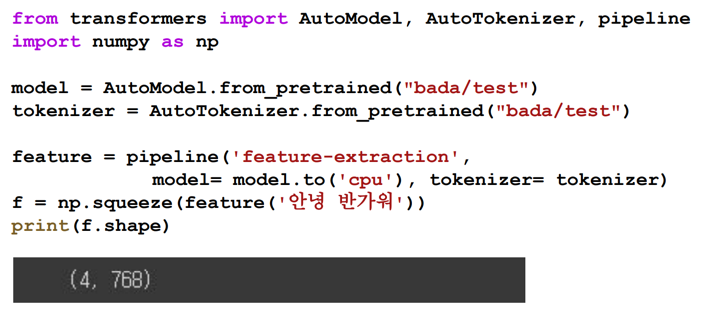 from transformers import AutoModel, AutoTokenizer, pipeline
import numpy as np
model = AutoModel.from_pretrained("bada/test")
tokenizer = AutoTokenizer.from_pretrained("bada/test")
feature = pipeline('feature-extraction',
model= model.to('cpu'), tokenizer= tokenizer)
f = np.squeeze(feature('안녕 반가워'))
print(f.shape)
(4, 768)